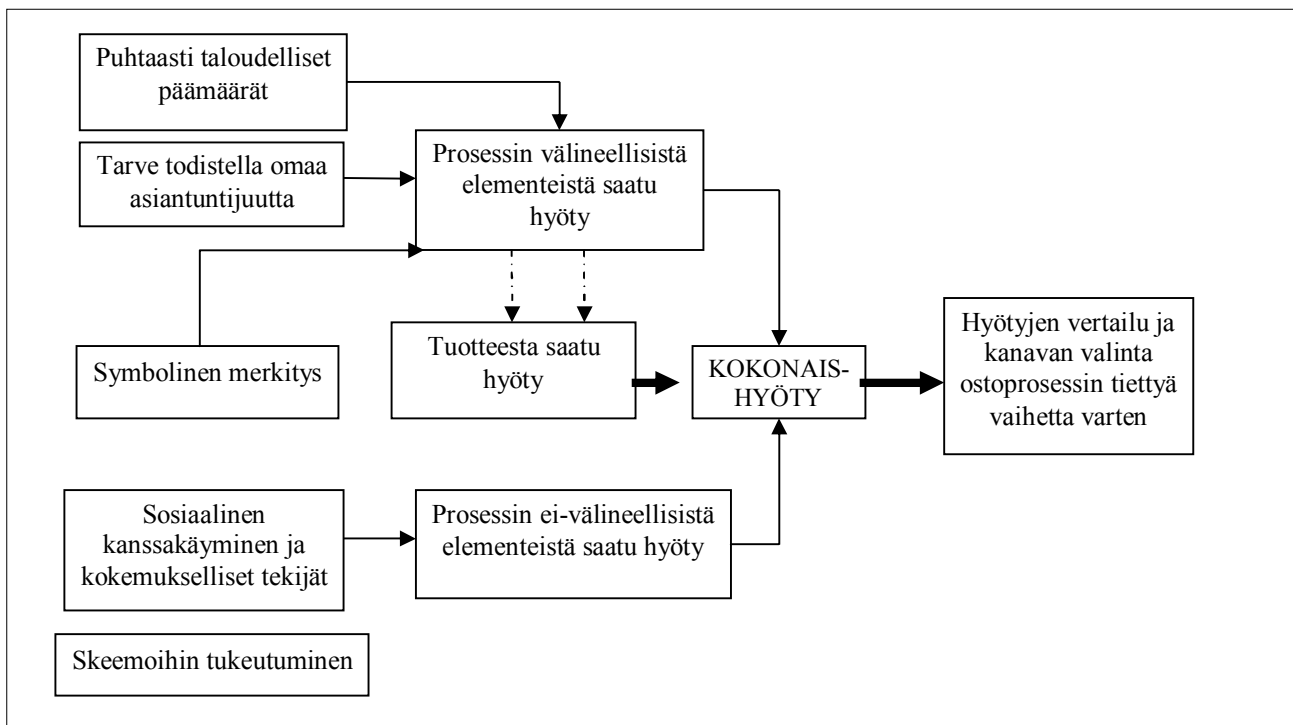 Puhtaasti taloudelliset
päämäärät
Tarve todistella omaa
asiantuntijuutta
Prosessin välineellisistä
elementeistä saatu
hyöty
Symbolinen merkitys
Tuotteesta saatu
hyöty
KOKONAIS-
HYÖTY
Hyötyjen vertailu ja
kanavan valinta
ostoprosessin tiettyä
vaihetta varten
Sosiaalinen
kanssakäyminen ja
kokemukselliset tekijät
Prosessin ei-välineellisistä
elementeistä saatu hyöty
Skeemoihin tukeutuminen